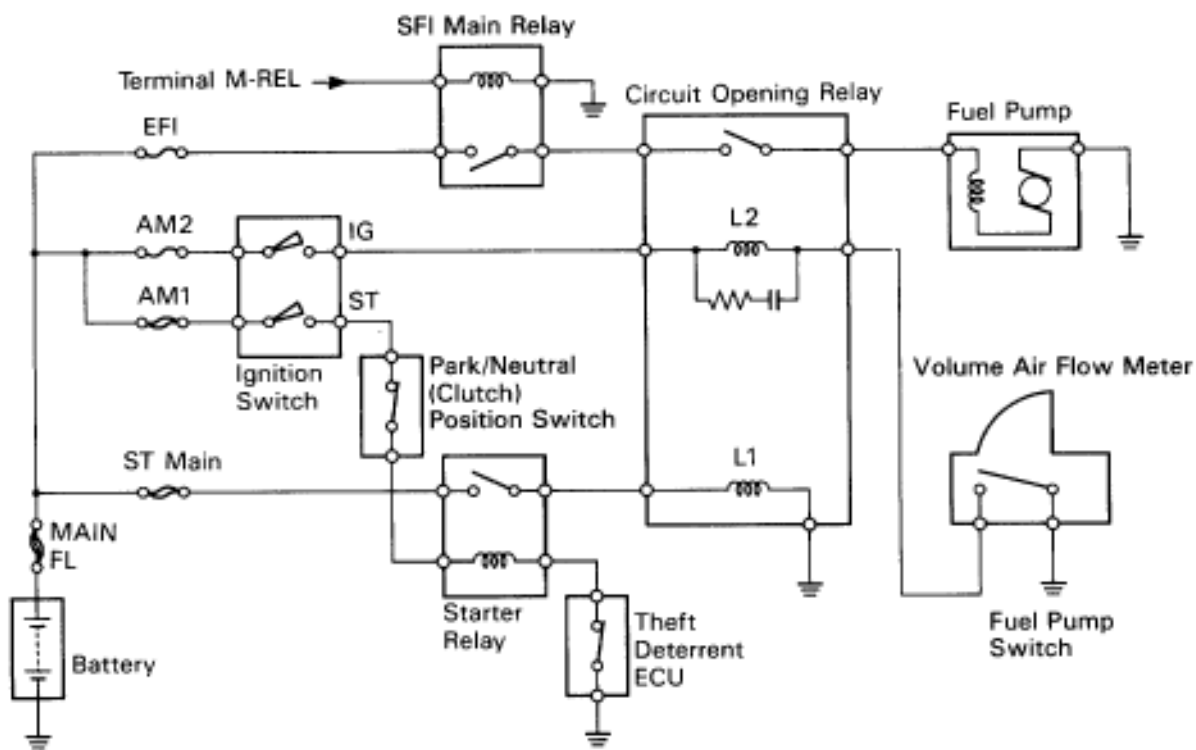 SFI Main Relay
Terminal M-REL
Circuit Opening Relay
Fuel Pump
EFI
AM2
IG
L2
AM1
ST
Ignition
Switch
Park/Neutral
(Clutch)
Position Switch
Volume Air Flow Meter
ST Main
L1
MAIN
FL
Starter
Relay
Theft
Deterrent
ECU
Fuel Pump
Switch
Battery